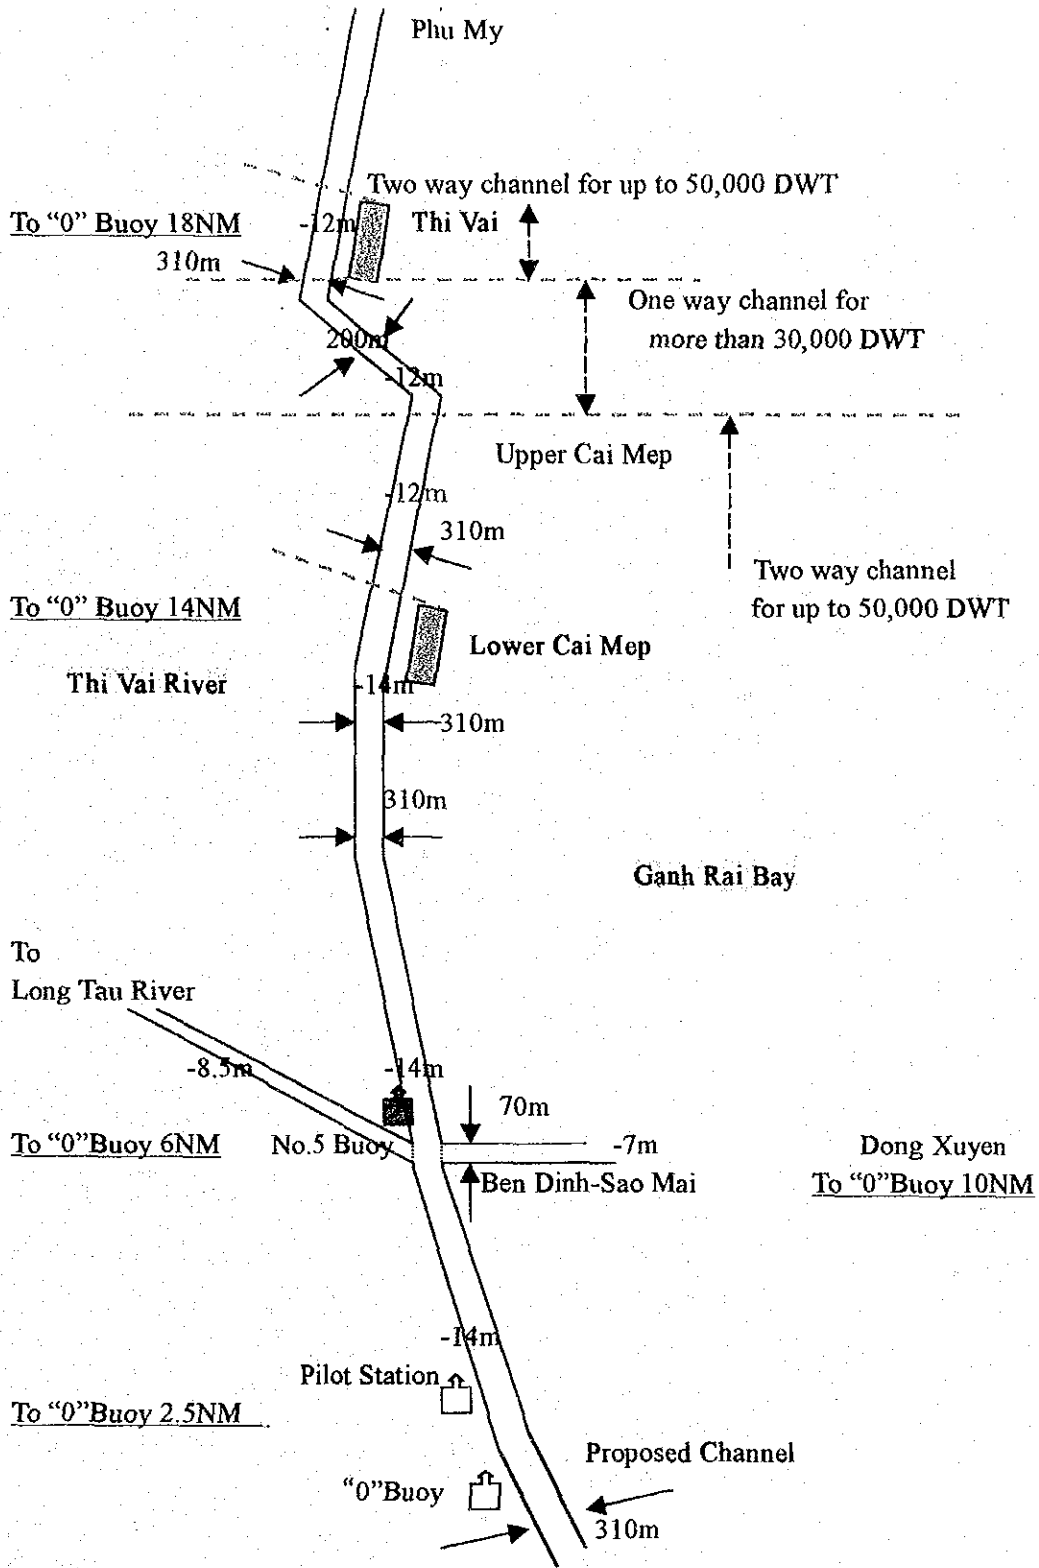 Phu My
Two way channel for up to 50,000 DWT
To “0” Buoy 18NM
-12m
Thi Vai
310m
One way channel for
more than 30,000 DWT
200m
-12m
Upper Cai Mep
-12m
310m
Two way channel
for up to 50,000 DWT
To “0” Buoy 14NM
Lower Cai Mep
Thi Vai River
-14m
310m
310m
Ganh Rai Bay
To
Long Tau River
-8.5m
-14m
70m
To “0”Buoy 6NM
No.5 Buoy
-7m
Dong Xuyen
Ben Dinh-Sao Mai
To “0”Buoy 10NM
-14m
Pilot Station
To “0”Buoy 2.5NM
Proposed Channel
“0”Buoy
310m